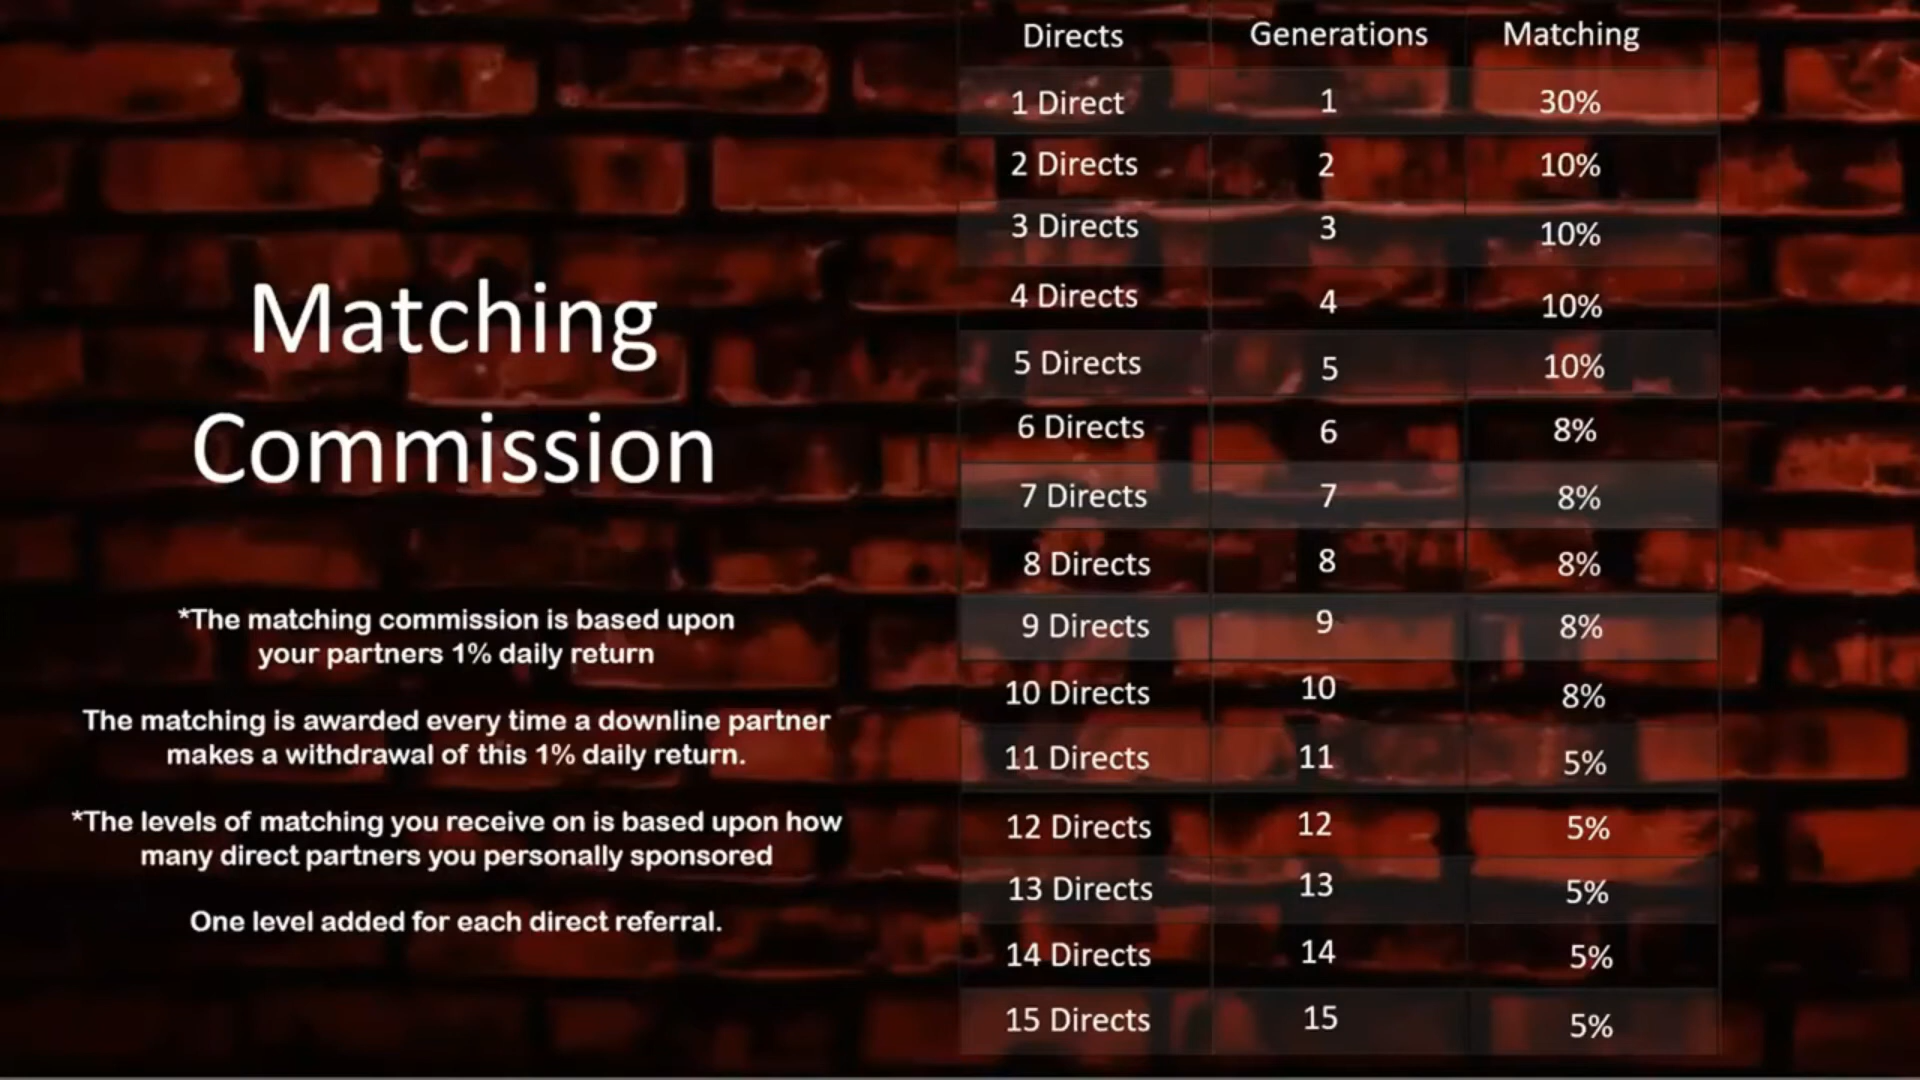 Matching
Commission
*The matching commission is based upon
your partners 1% daily return
The matching is awarded every time a downline partner
makes a withdrawal of this 1% daily return.
*The levels of matching you receive on is based upon how
many direct partners you personally sponsored
One level added for each direct referral.
Directs Generations Matching
1 Direct 1 30%
2 Directs 2 10%
3 Directs 3 10%
4 Directs 4 10%
5 Directs 5 10%
6 Directs 6 8%
7 Directs 7 8%
8 Directs 8 8%
9 Directs 9 8%
10 Directs 10 8%
11 Directs 11 5%
12 Directs 12 5%
13 Directs 13 5%
14 Directs 14 5%
15 Directs 15 5%